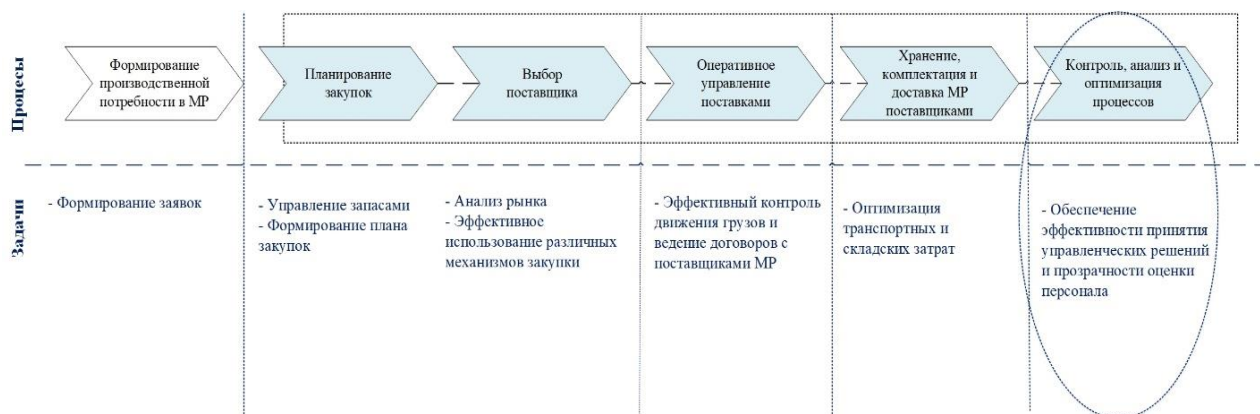 Процессы
Формирование
производственной
потребности в МР
Планирование
закупок
Выбор
поставщика
Оперативное
управление
поставками
Хранение,
комплектация и
доставка МР
поставщиками
Контроль, анализ и
оптимизация
процессов
Задачи
- Формирование заявок
- Управление запасами
- Формирование плана
закупок
- Анализ рынка
- Эффективное
использование различных
механизмов закупки
- Эффективный контроль
движения грузов и
ведение договоров с
поставщиками МР
- Оптимизация
транспортных и
складских затрат
- Обеспечение
эффективности принятия
управленческих решений
и прозрачности оценки
персонала